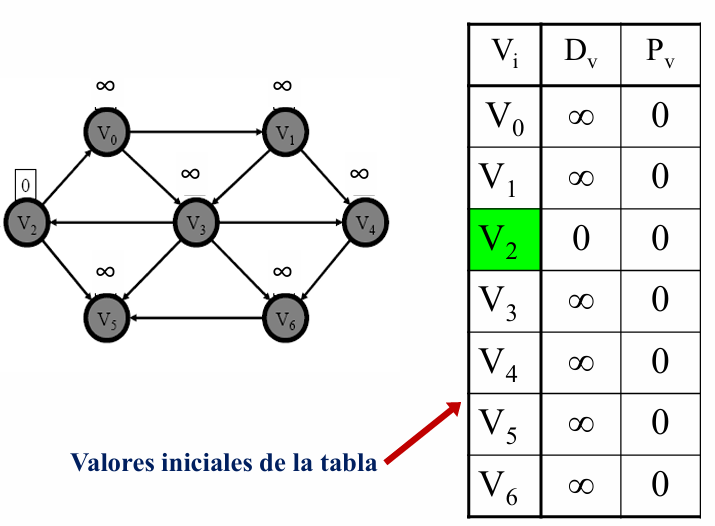 ∞ ∞
V₀ V₁
∞ ∞
0
V₂ V₃ V₄
∞ ∞
V₅ V₆
Valores iniciales de la tabla
Vᵢ Dᵥ Pᵥ
V₀ ∞ 0
V₁ ∞ 0
V₂ 0 0
V₃ ∞ 0
V₄ ∞ 0
V₅ ∞ 0
V₆ ∞ 0